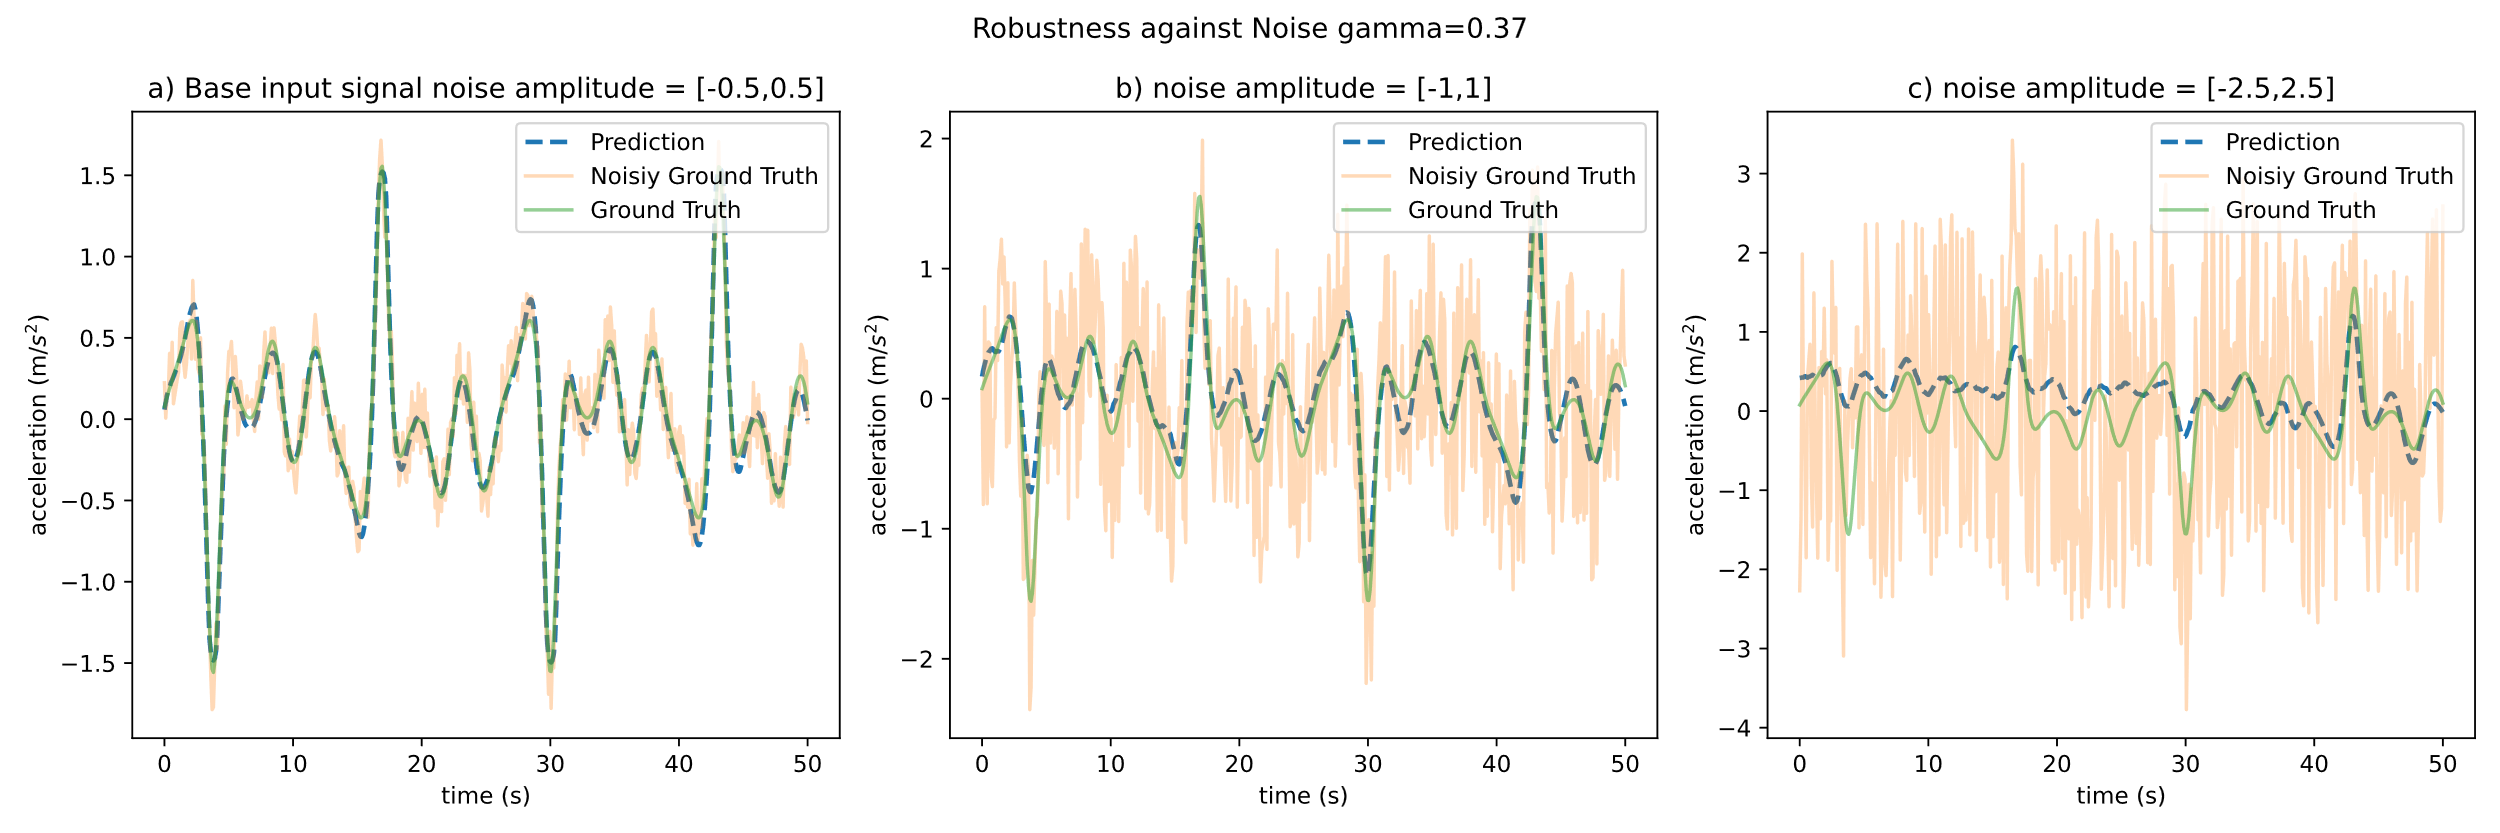 Robustness against Noise gamma=0.37
a) Base input signal noise amplitude = [-0.5,0.5]
acceleration (m/s²)
1.5
1.0
0.5
0.0
−0.5
−1.0
−1.5
Prediction
Noisiy Ground Truth
Ground Truth
0 10 20 30 40 50
time (s)
b) noise amplitude = [-1,1]
acceleration (m/s²)
2
1
0
−1
−2
Prediction
Noisiy Ground Truth
Ground Truth
0 10 20 30 40 50
time (s)
c) noise amplitude = [-2.5,2.5]
acceleration (m/s²)
3
2
1
0
−1
−2
−3
−4
Prediction
Noisiy Ground Truth
Ground Truth
0 10 20 30 40 50
time (s)